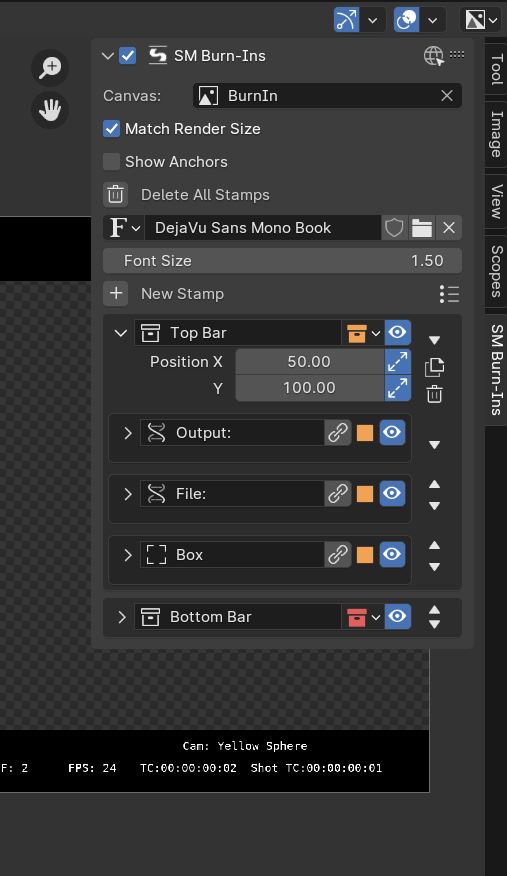 SM Burn-Ins
Canvas: BurnIn
Match Render Size
Show Anchors
Delete All Stamps
F DejaVu Sans Mono Book
Font Size 1.50
New Stamp
Top Bar
Position X 50.00
Y 100.00
Output:
File:
Box
Bottom Bar
Tool
Image
View
Scopes
SM Burn-Ins
Cam: Yellow Sphere
F: 2 FPS: 24 TC:00:00:00:02 Shot TC:00:00:00:01